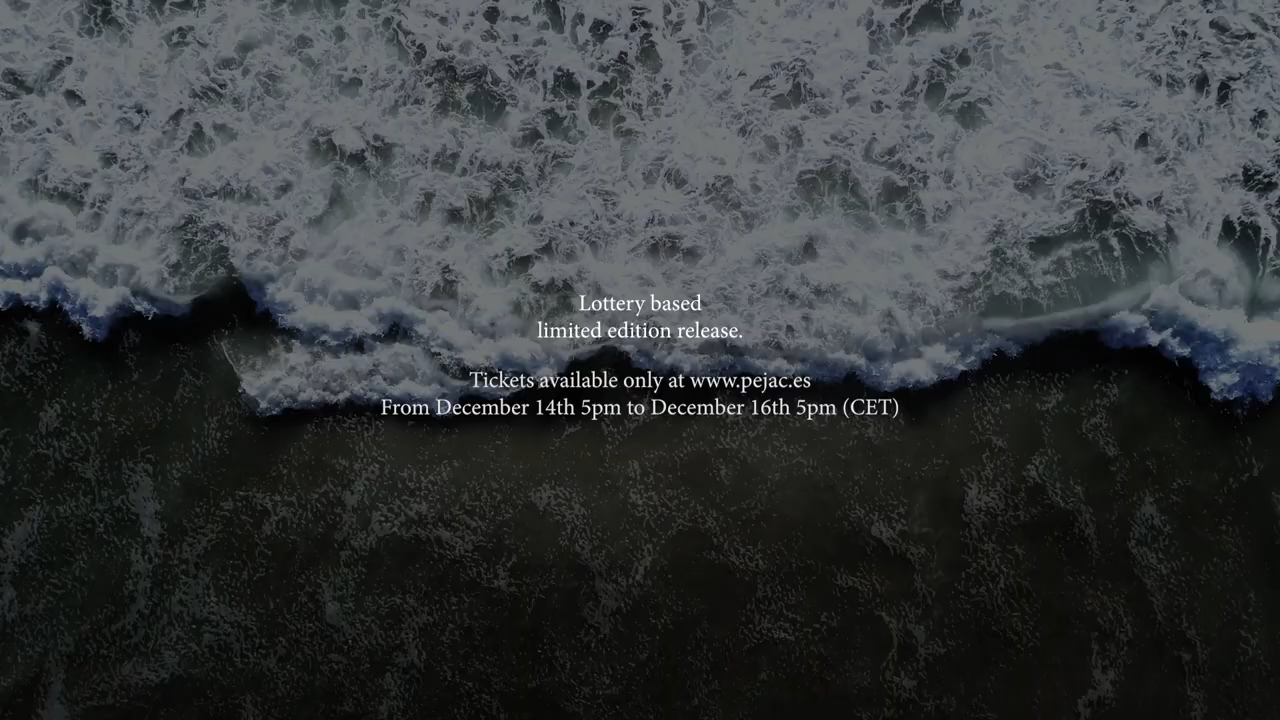 Lottery based
limited edition release.
Tickets available only at www.pejac.es
From December 14th 5pm to December 16th 5pm (CET)